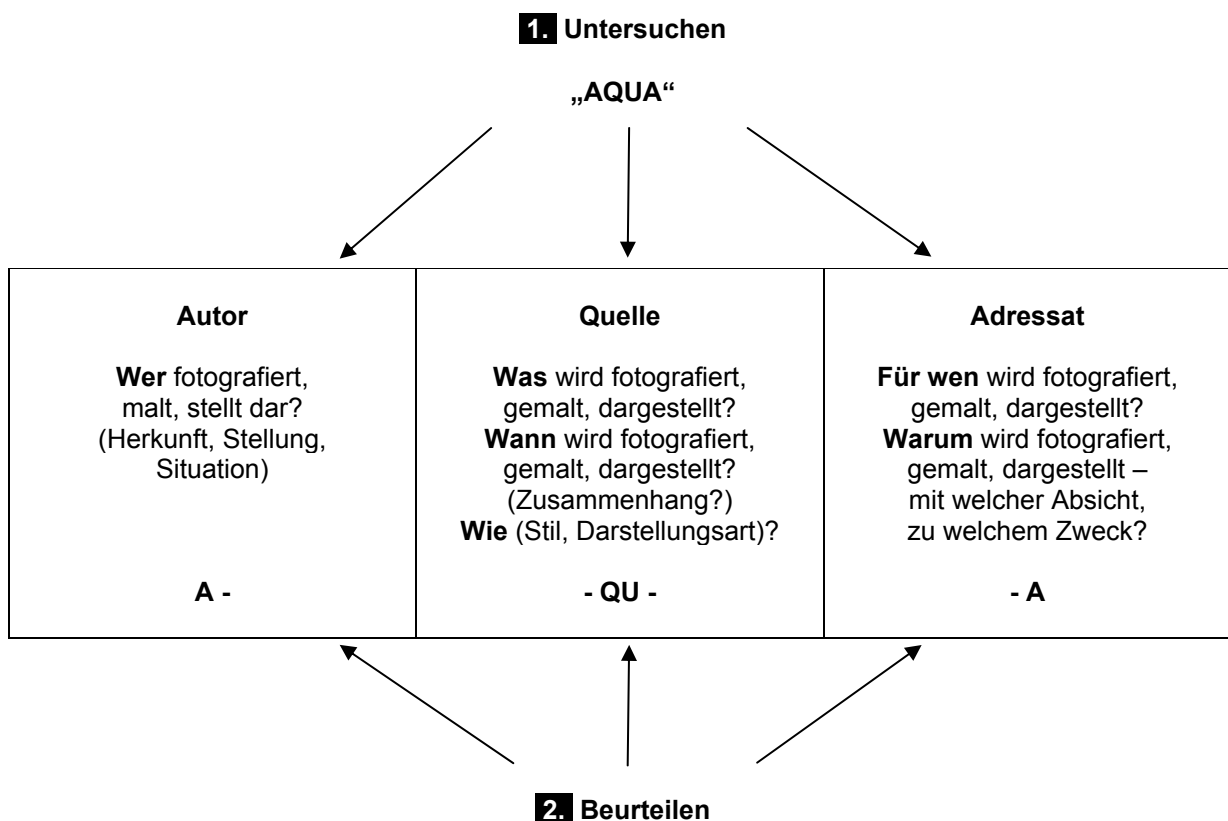 1. Untersuchen
„AQUA“
Autor
Wer fotografiert,
malt, stellt dar?
(Herkunft, Stellung,
Situation)
A -
Quelle
Was wird fotografiert,
gemalt, dargestellt?
Wann wird fotografiert,
gemalt, dargestellt?
(Zusammenhang?)
Wie (Stil, Darstellungsart)?
- QU -
Adressat
Für wen wird fotografiert,
gemalt, dargestellt?
Warum wird fotografiert,
gemalt, dargestellt –
mit welcher Absicht,
zu welchem Zweck?
- A
2. Beurteilen